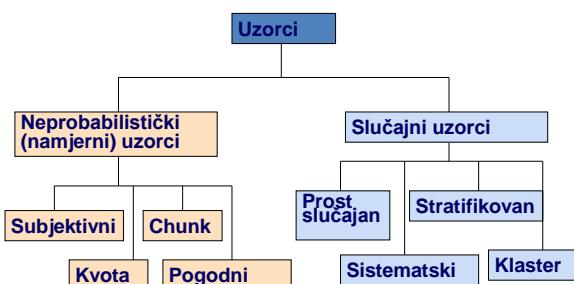 Uzorci
Neprobabilistički
(namjerni) uzorci
Slučajni uzorci
Subjektivni
Chunk
Kvota
Pogodni
Prost
slučajan
Stratifikovan
Sistematski
Klaster